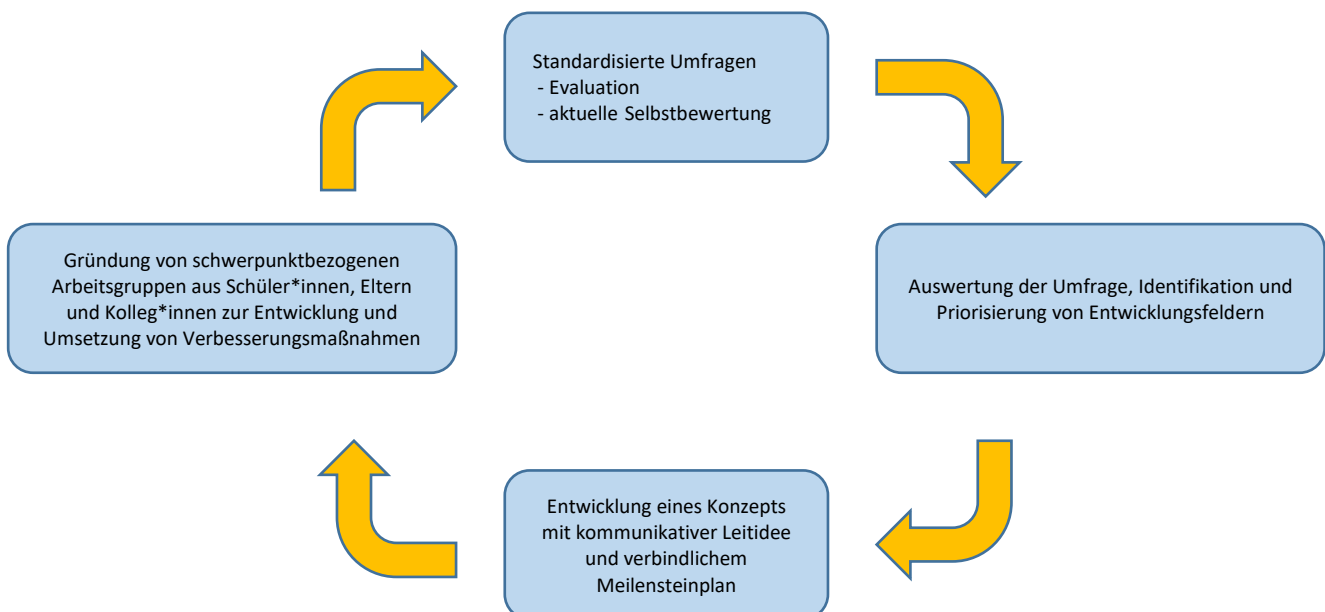 Standardisierte Umfragen
- Evaluation
- aktuelle Selbstbewertung
Auswertung der Umfrage, Identifikation und
Priorisierung von Entwicklungsfeldern
Entwicklung eines Konzepts
mit kommunikativer Leitidee
und verbindlichem
Meilensteinplan
Gründung von schwerpunktbezogenen
Arbeitsgruppen aus Schüler*innen, Eltern
und Kolleg*innen zur Entwicklung und
Umsetzung von Verbesserungsmaßnahmen